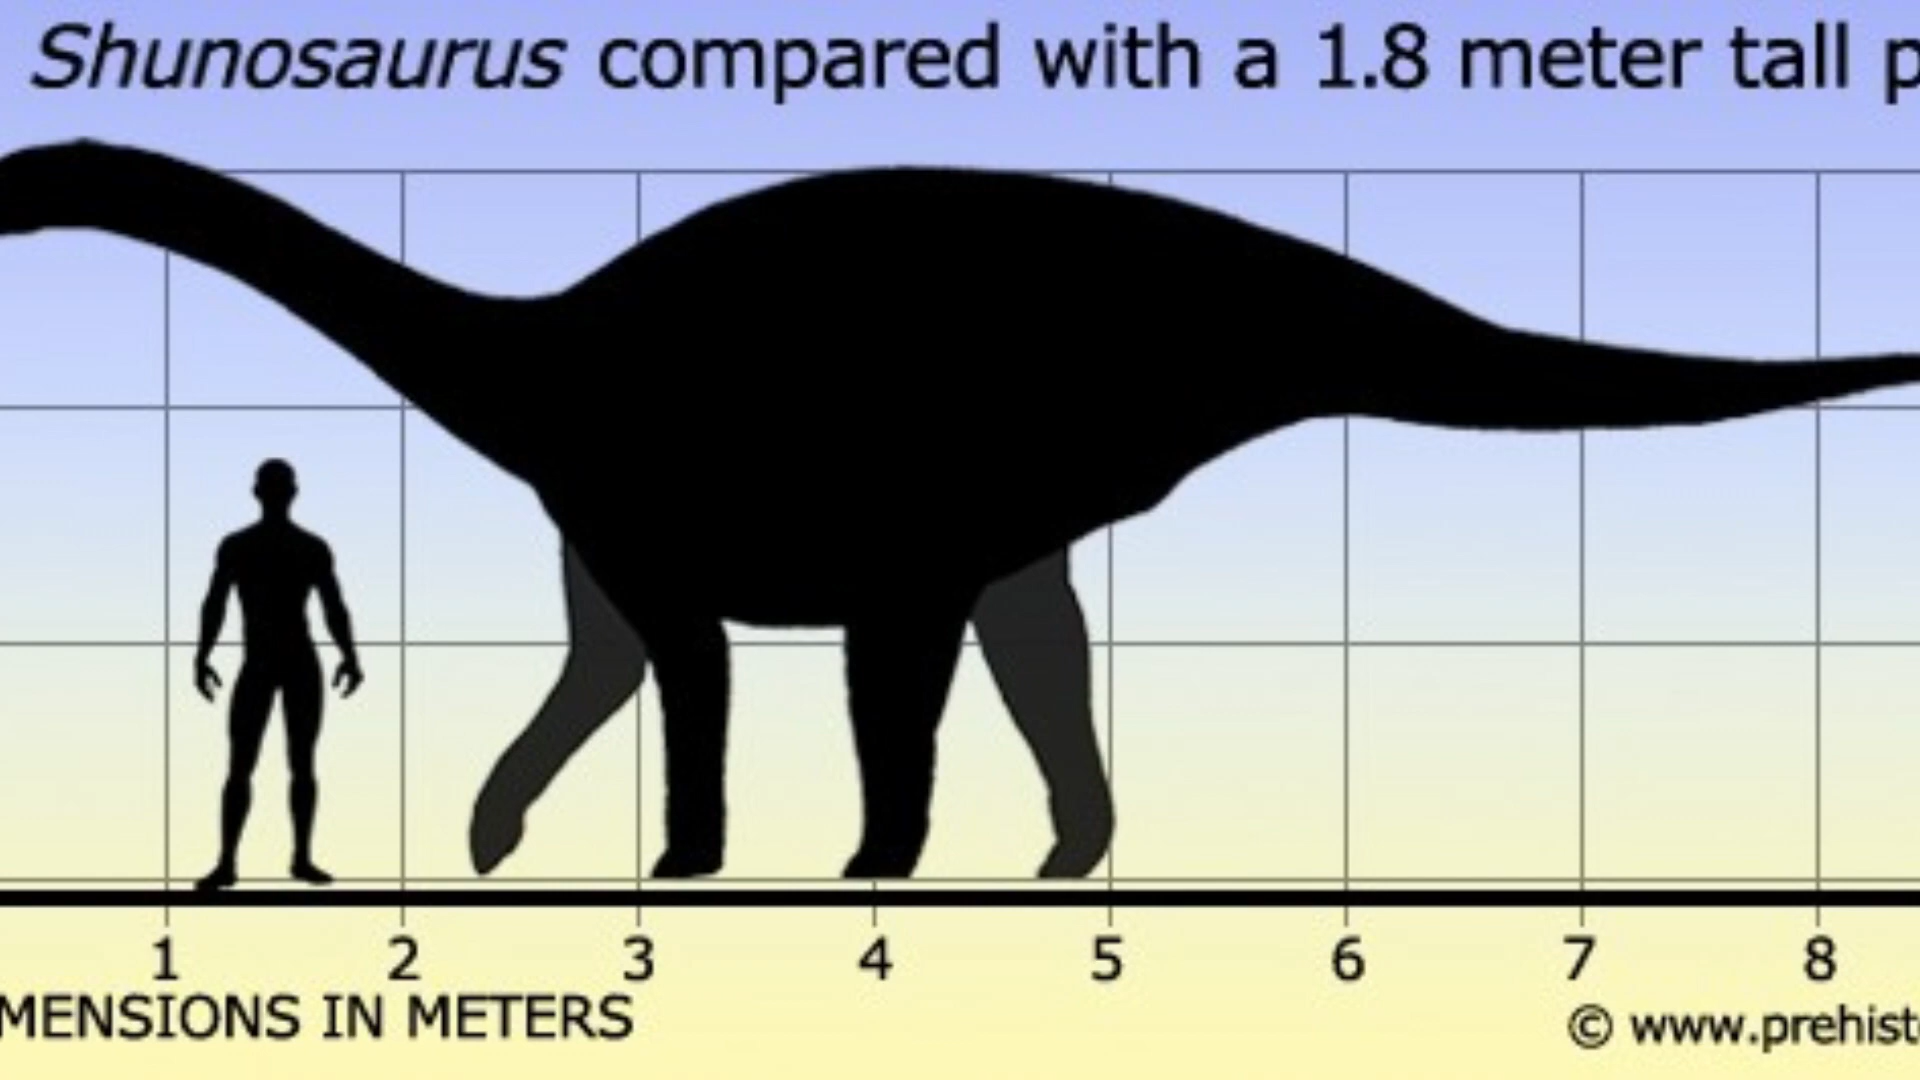 Shunosaurus compared with a 1.8 meter tall p
1 2 3 4 5 6 7 8
MENSIONS IN METERS
© www.prehist